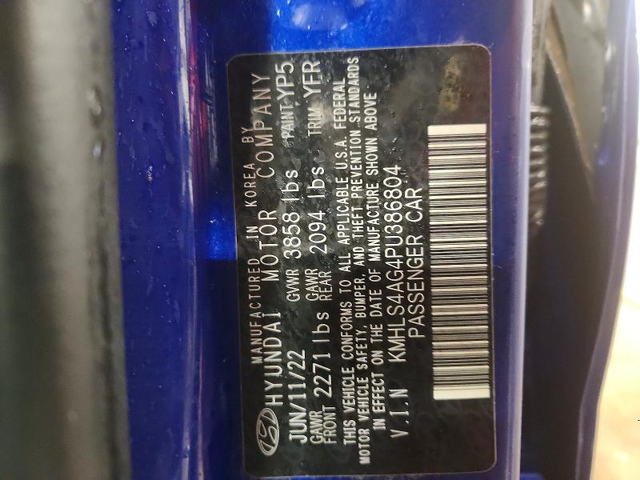 MANUFACTURED IN KOREA BY
HYUNDAI MOTOR COMPANY
JUN/11/22 GVWR 3858 lbs PAINT YP5
GAWR FRONT 2271 lbs GAWR REAR 2094 lbs TRIM YFR
THIS VEHICLE CONFORMS TO ALL APPLICABLE U.S.A. FEDERAL
MOTOR VEHICLE SAFETY, BUMPER, AND THEFT PREVENTION STANDARDS
IN EFFECT ON THE DATE OF MANUFACTURE SHOWN ABOVE
V.I.N KMHLS4AG4PU386804
PASSENGER CAR